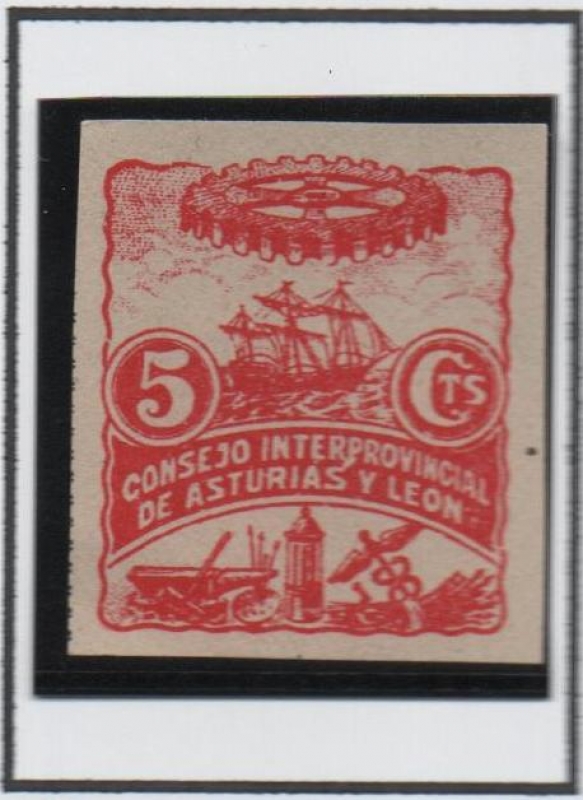 5 CTS
CONSEJO INTERPROVINCIAL
DE ASTURIAS Y LEON